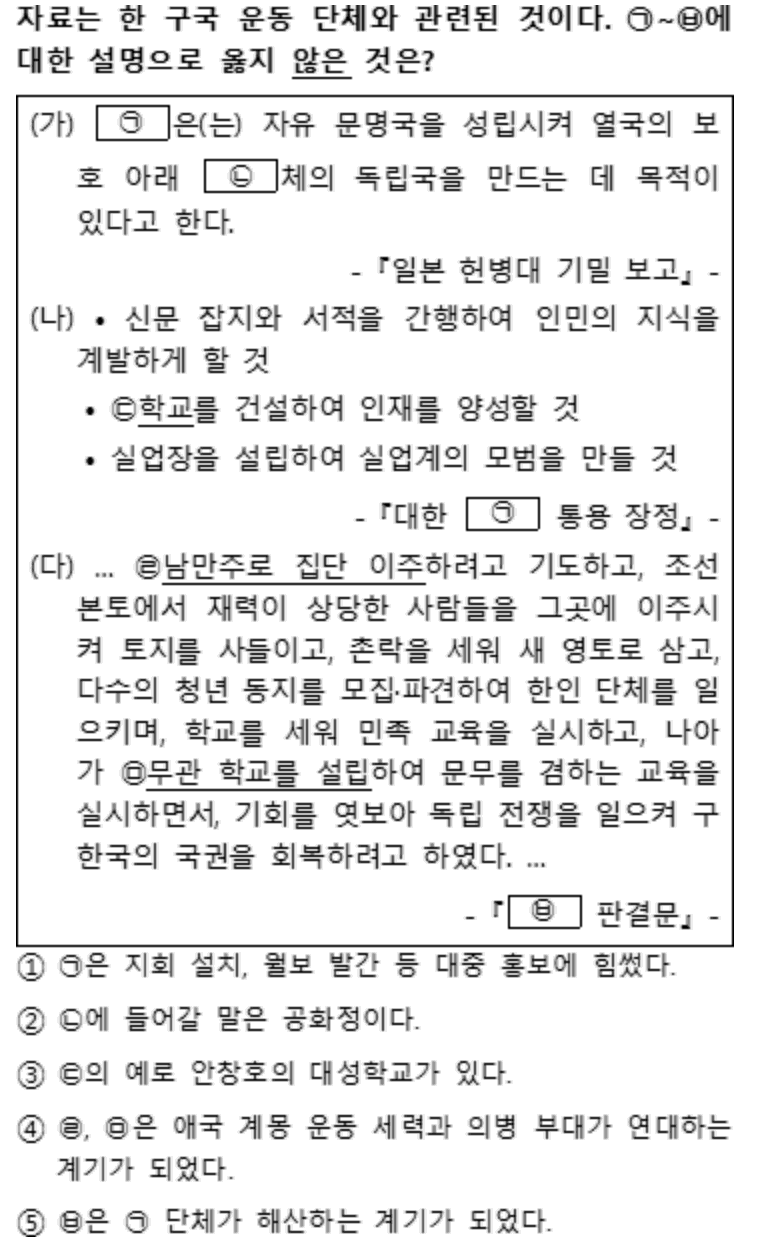 자료는 한 구국 운동 단체와 관련된 것이다. ㉠~㉥에
대한 설명으로 옳지 않은 것은?
(가) ㉠ 은(는) 자유 문명국을 성립시켜 열국의 보
호 아래 ㉡ 체의 독립국을 만드는 데 목적이
있다고 한다.
-『일본 헌병대 기밀 보고』-
(나) • 신문 잡지와 서적을 간행하여 인민의 지식을
계발하게 할 것
• ㉢학교를 건설하여 인재를 양성할 것
• 실업장을 설립하여 실업계의 모범을 만들 것
-『대한 ㉠ 통용 장정』-
(다) ... ㉣남만주로 집단 이주하려고 기도하고, 조선
본토에서 재력이 상당한 사람들을 그곳에 이주시
켜 토지를 사들이고, 촌락을 세워 새 영토로 삼고,
다수의 청년 동지를 모집·파견하여 한인 단체를 일
으키며, 학교를 세워 민족 교육을 실시하고, 나아
가 ㉤무관 학교를 설립하여 문무를 겸하는 교육을
실시하면서, 기회를 엿보아 독립 전쟁을 일으켜 구
한국의 국권을 회복하려고 하였다. ...
-『 ㉥ 판결문』-
① ㉠은 지회 설치, 월보 발간 등 대중 홍보에 힘썼다.
② ㉡에 들어갈 말은 공화정이다.
③ ㉢의 예로 안창호의 대성학교가 있다.
④ ㉣, ㉤은 애국 계몽 운동 세력과 의병 부대가 연대하는
계기가 되었다.
⑤ ㉥은 ㉠ 단체가 해산하는 계기가 되었다.